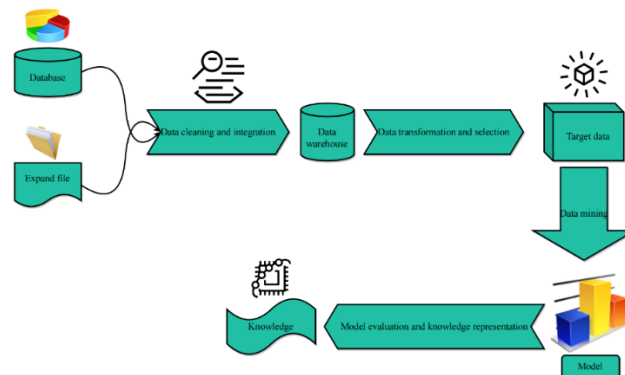 Database
Data cleaning and integration
Data
warehouse
Data transformation and selection
Target data
Expand file
Data mining
Knowledge
Model evaluation and knowledge representation
Model